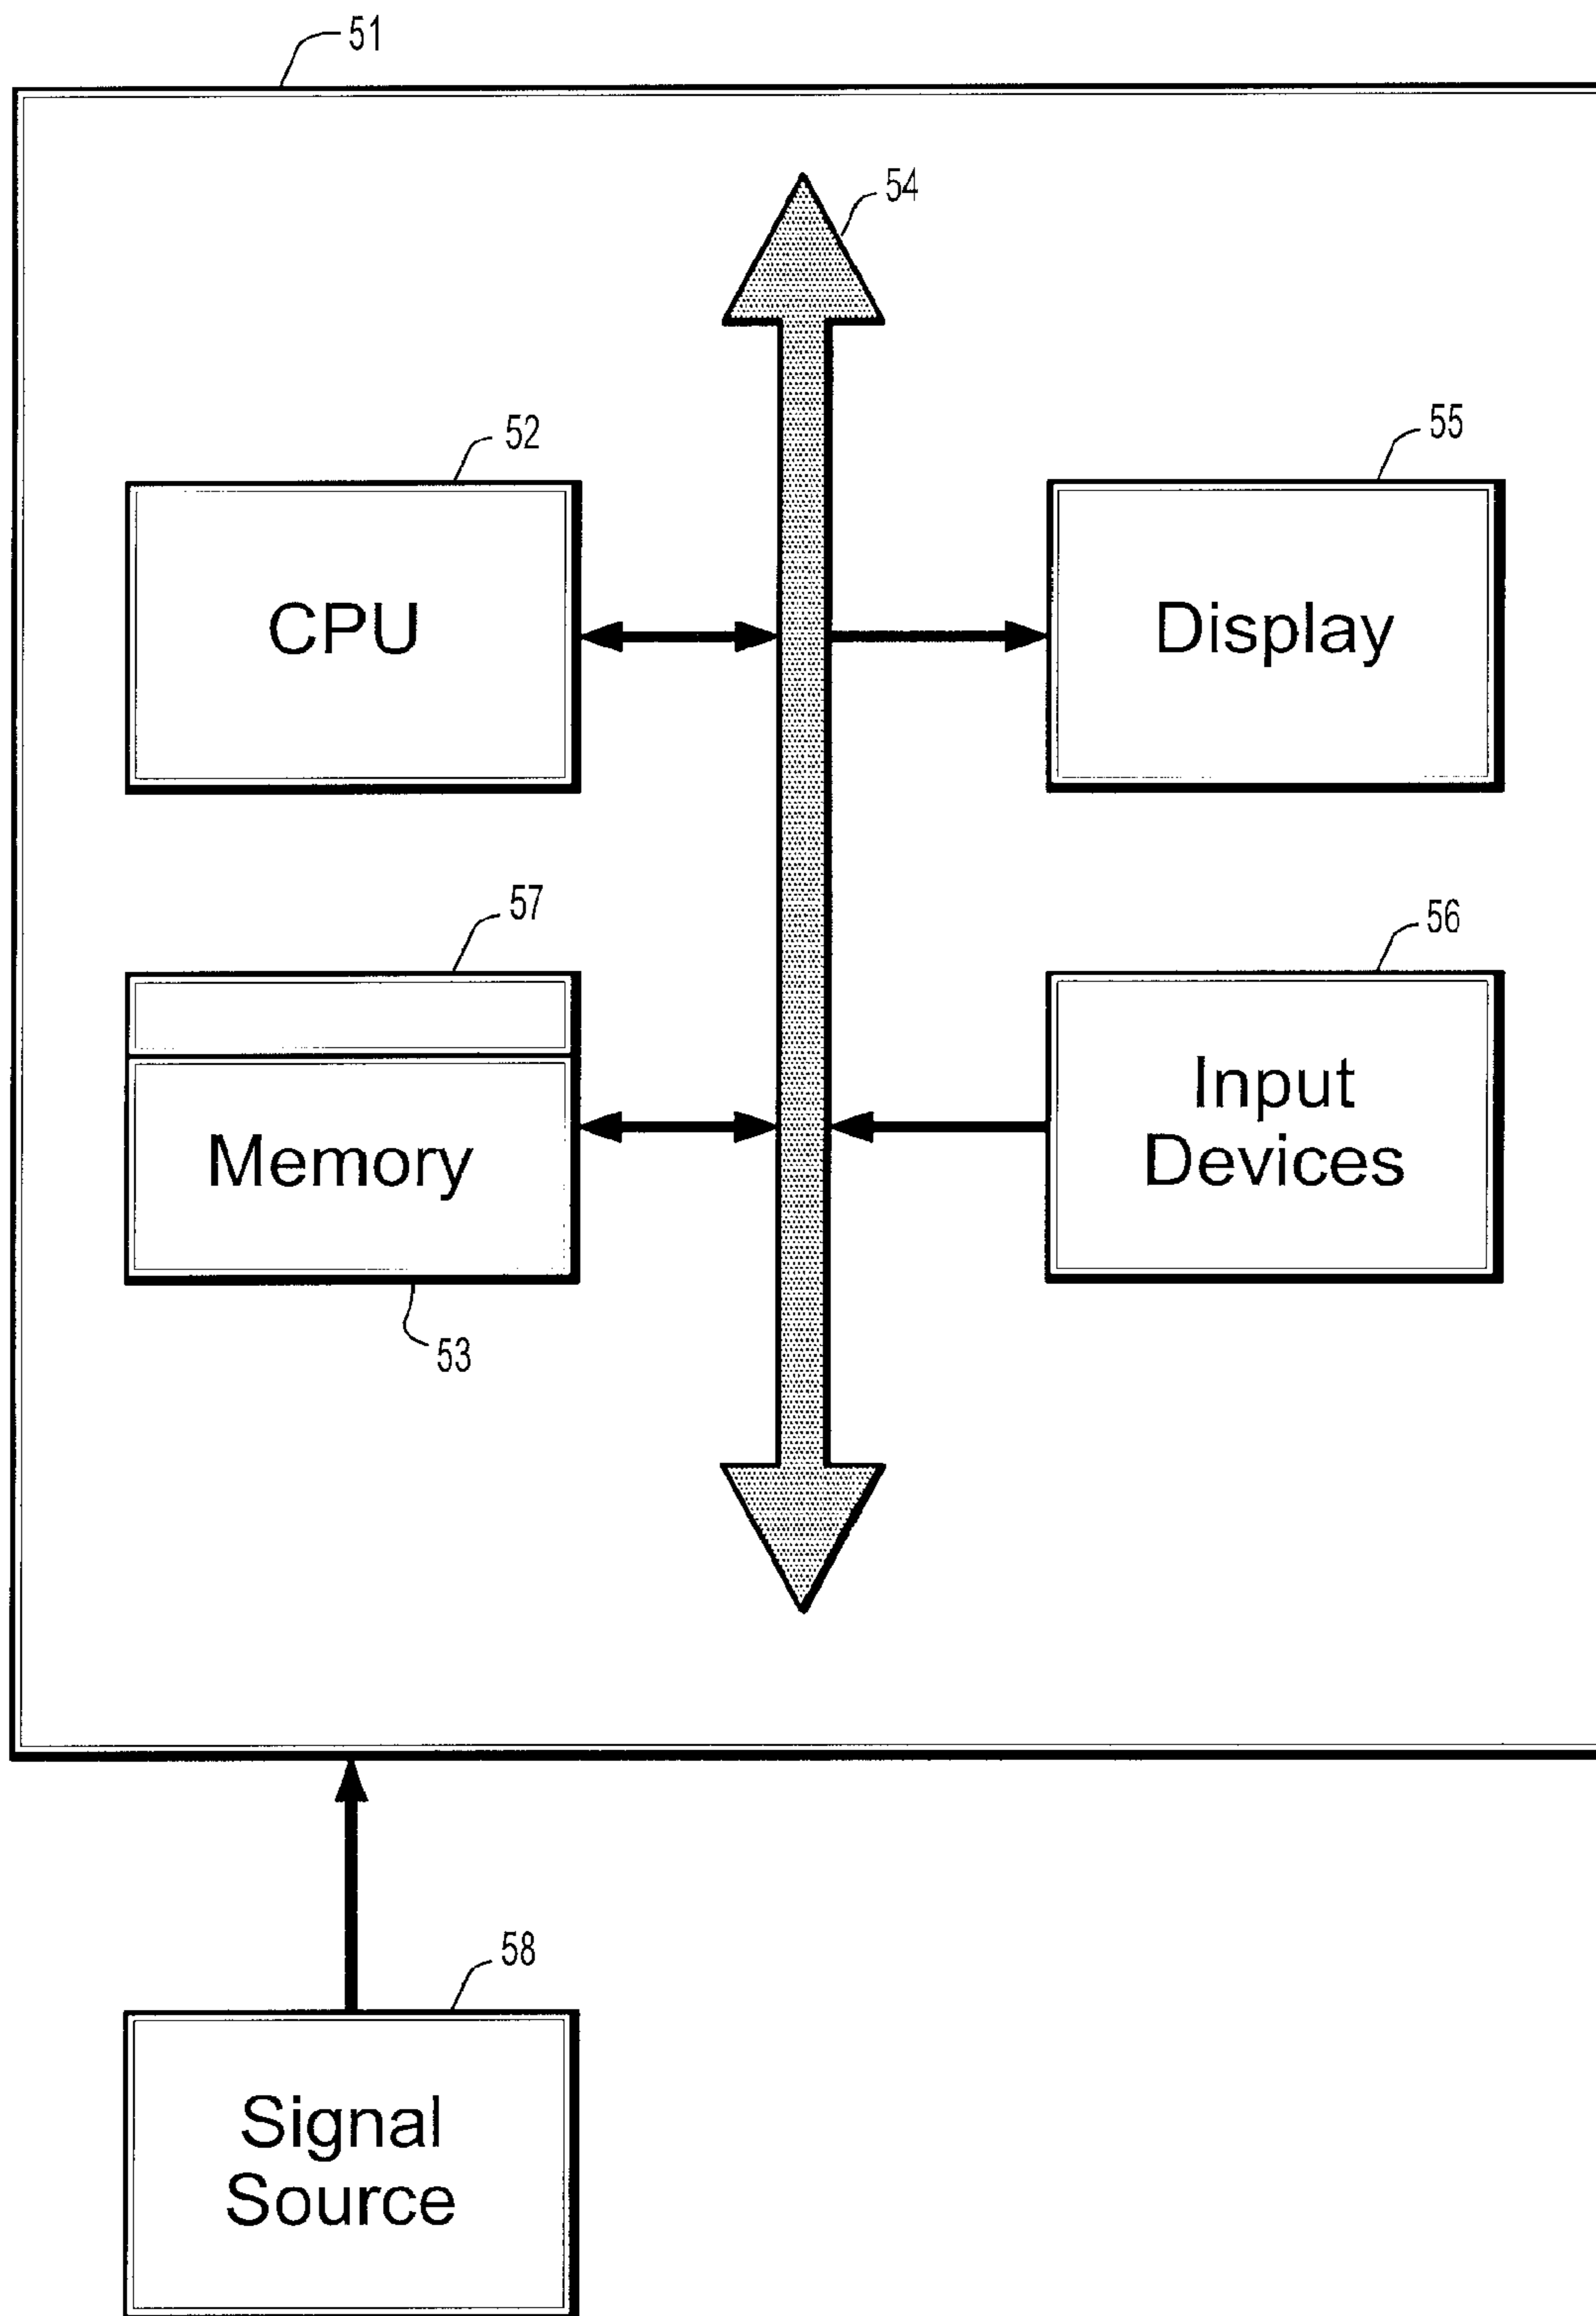 51
54
52
CPU
55
Display
57
Memory
53
56
Input
Devices
58
Signal
Source